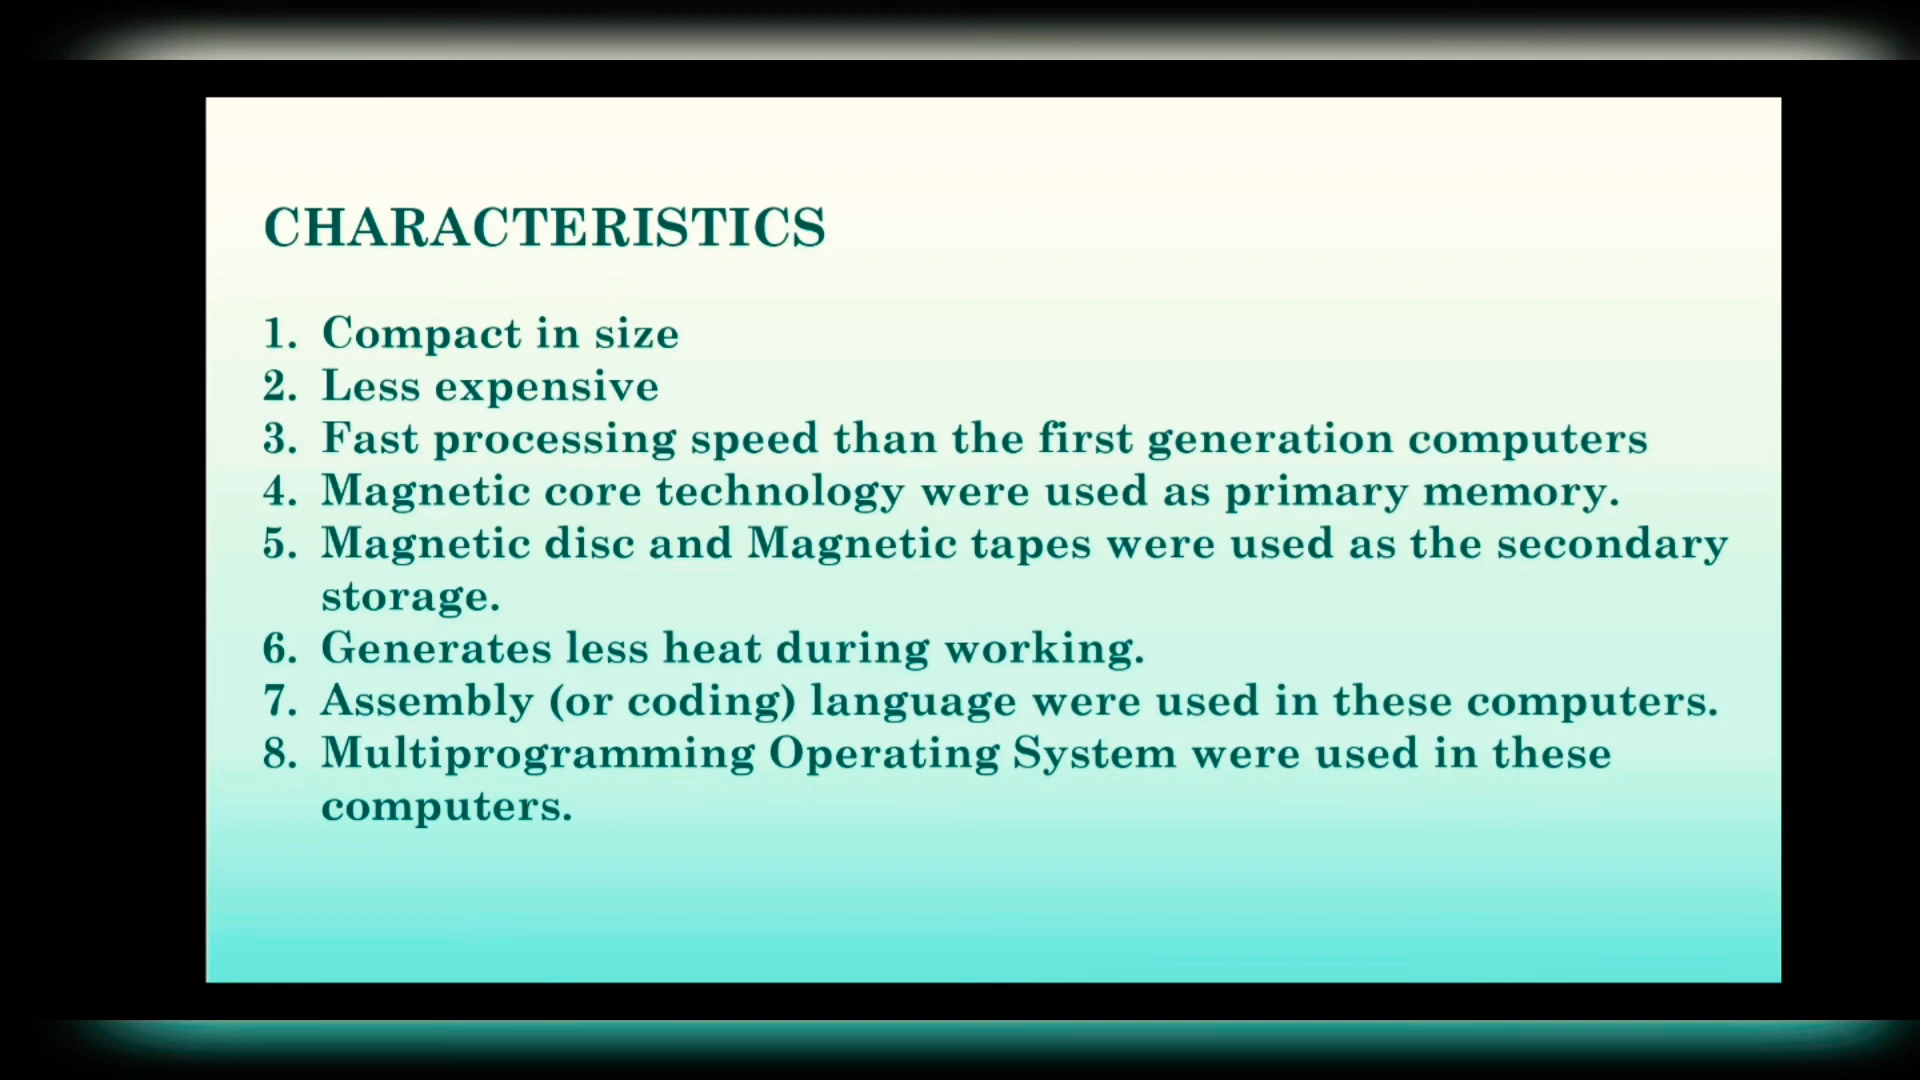 CHARACTERISTICS
1. Compact in size
2. Less expensive
3. Fast processing speed than the first generation computers
4. Magnetic core technology were used as primary memory.
5. Magnetic disc and Magnetic tapes were used as the secondary
storage.
6. Generates less heat during working.
7. Assembly (or coding) language were used in these computers.
8. Multiprogramming Operating System were used in these
computers.